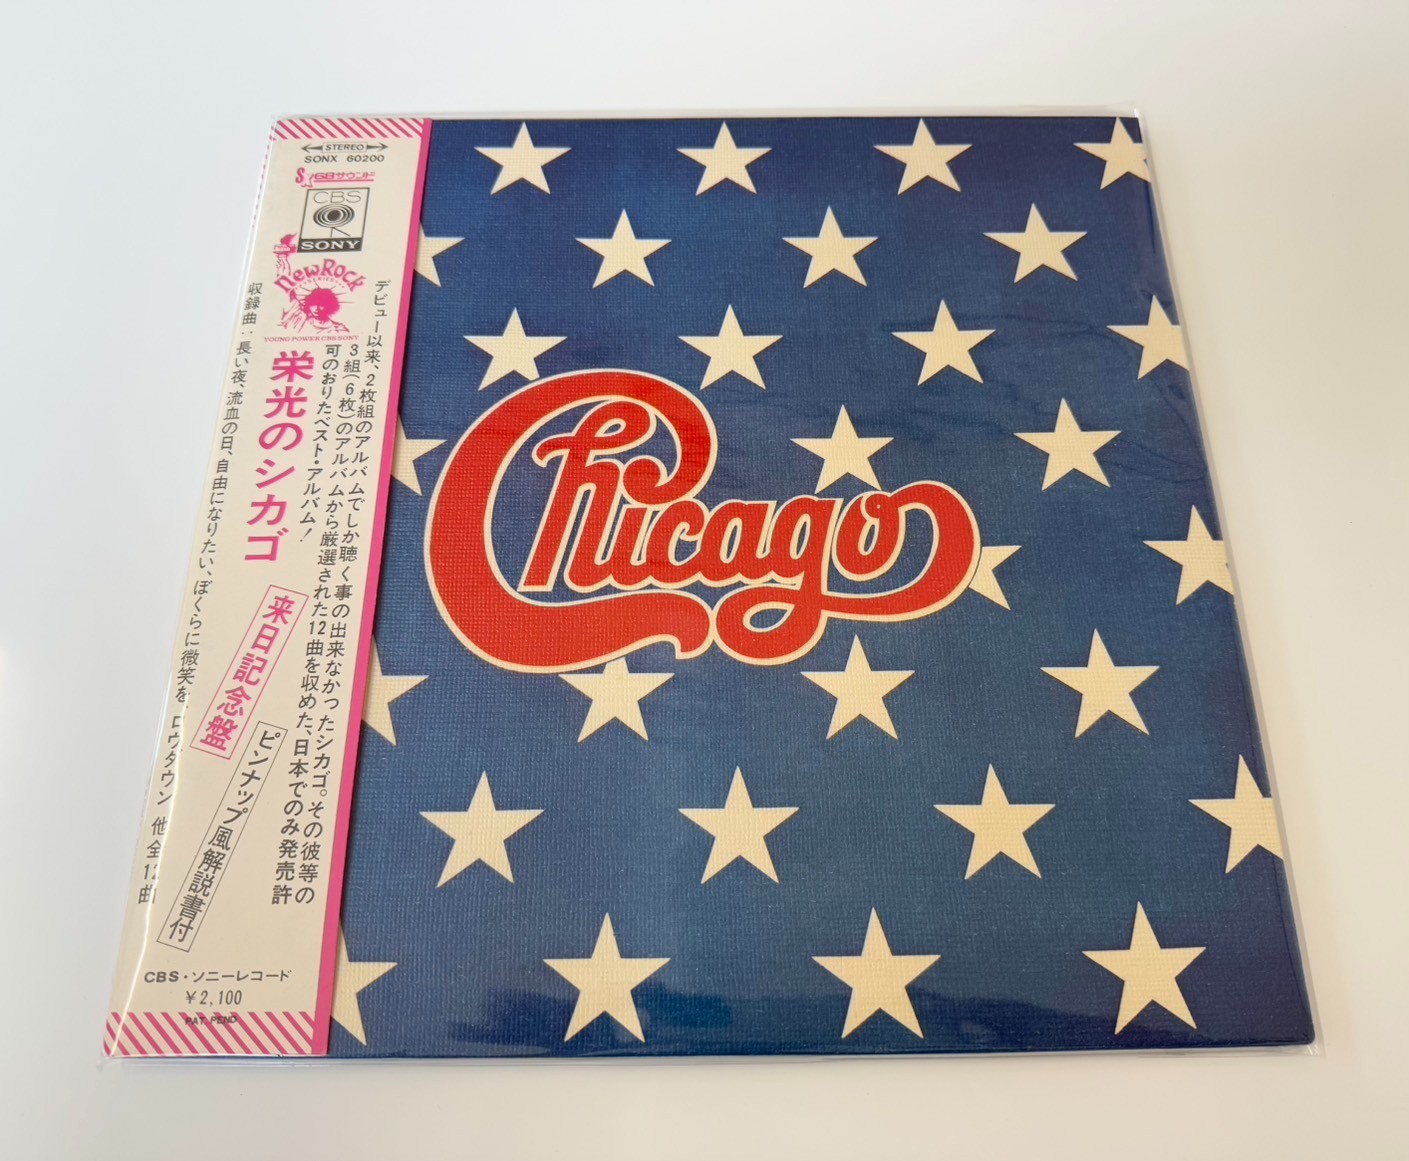 STEREO
SONX 60200
SX68サウンド
CBS
SONY
New Rock
SERIES
YOUNG POWER CBS SONY
デビュー以来、2枚組のアルバムでしか聴く事の出来なかったシカゴ。その彼等の
3組(6枚)のアルバムから厳選された12曲を収めた、日本でのみ発売許
可のおりたベスト・アルバム!
栄光のシカゴ
来日記念盤
ピンナップ風解説書付
収録曲:長い夜、流血の日、自由になりたい、ぼくらに微笑を、ロウダウン 他 全12曲
CBS・ソニーレコード
¥2,100
PAT PEND
Chicago